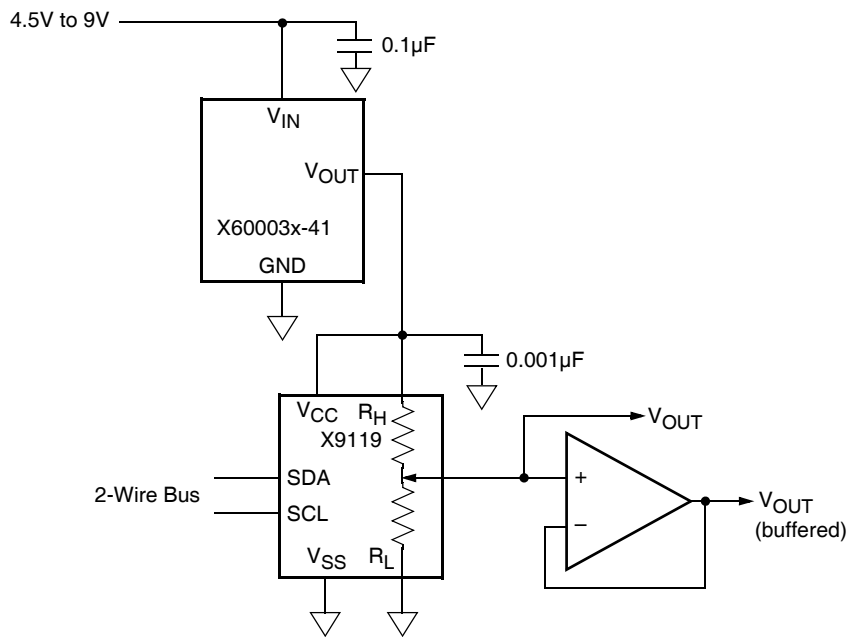 4.5V to 9V
0.1µF
VIN
VOUT
X60003x-41
GND
0.001µF
VCC RH
X9119
VOUT
2-Wire Bus
SDA
+
SCL
−
VOUT
(buffered)
VSS RL